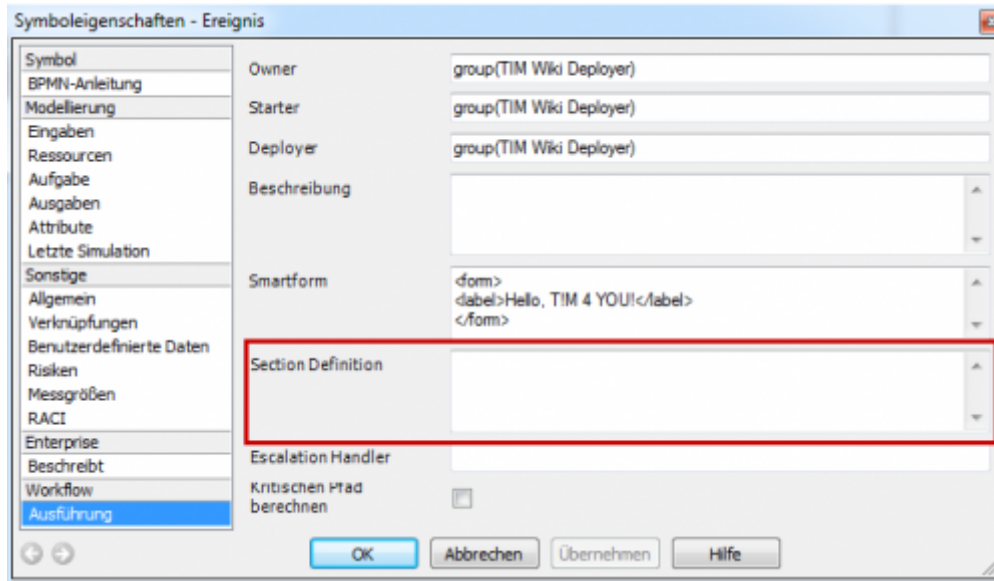 Symboleigenschaften - Ereignis
Symbol
BPMN-Anleitung
Modellierung
Eingaben
Ressourcen
Aufgabe
Ausgaben
Attribute
Letzte Simulation
Sonstige
Allgemein
Verknüpfungen
Benutzerdefinierte Daten
Risiken
Messgrößen
RACI
Enterprise
Beschreibt
Workflow
Ausführung
Owner
group(TIM Wiki Deployer)
Starter
group(TIM Wiki Deployer)
Deployer
group(TIM Wiki Deployer)
Beschreibung
Smartform
<form>
<label>Hello, T!M 4 YOU!</label>
</form>
Section Definition
Escalation Handler
Kritischen Pfad
berechnen
OK
Abbrechen
Übernehmen
Hilfe